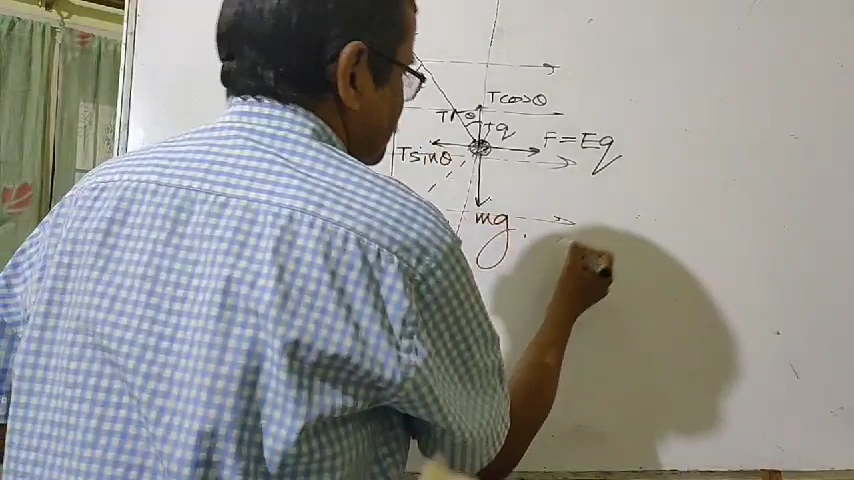 Tcosθ
T θ
+q F=Eq
Tsinθ
mg